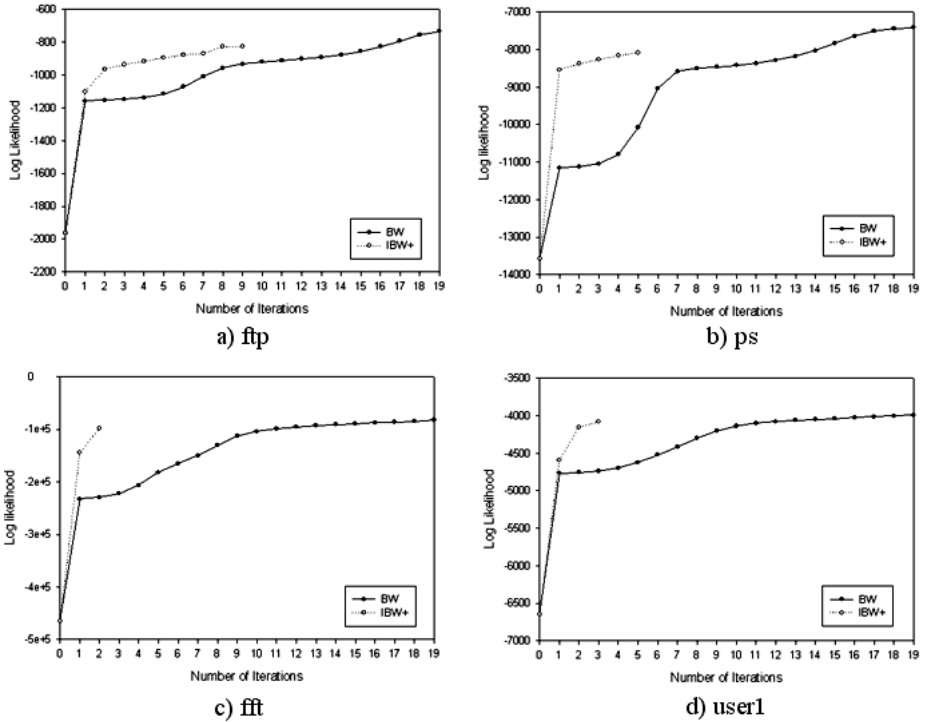 -600
-800
-1000
-1200
-1400
-1600
-1800
-2000
-2200
Log Likelihood
BW
IBW+
0 1 2 3 4 5 6 7 8 9 10 11 12 13 14 15 16 17 18 19
Number of Iterations
a) ftp
-7000
-8000
-9000
-10000
-11000
-12000
-13000
-14000
Log likelihood
BW
IBW+
0 1 2 3 4 5 6 7 8 9 10 11 12 13 14 15 16 17 18 19
Number of Iterations
b) ps
0
-1e+5
-2e+5
-3e+5
-4e+5
-5e+5
Log likelihood
BW
IBW+
0 1 2 3 4 5 6 7 8 9 10 11 12 13 14 15 16 17 18 19
Number of Iterations
c) fft
-3500
-4000
-4500
-5000
-5500
-6000
-6500
-7000
Log Likelihood
BW
IBW+
0 1 2 3 4 5 6 7 8 9 10 11 12 13 14 15 16 17 18 19
Number of Iterations
d) user1